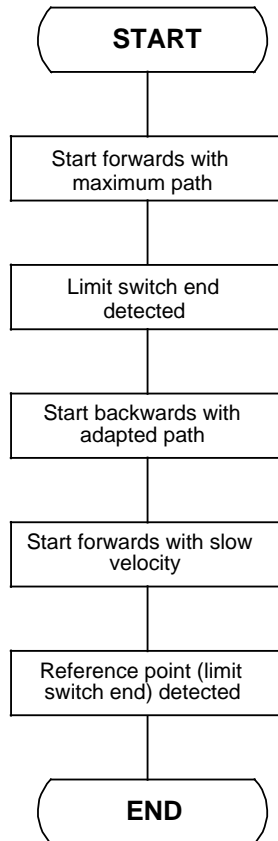 START
Start forwards with
maximum path
Limit switch end
detected
Start backwards with
adapted path
Start forwards with slow
velocity
Reference point (limit
switch end) detected
END